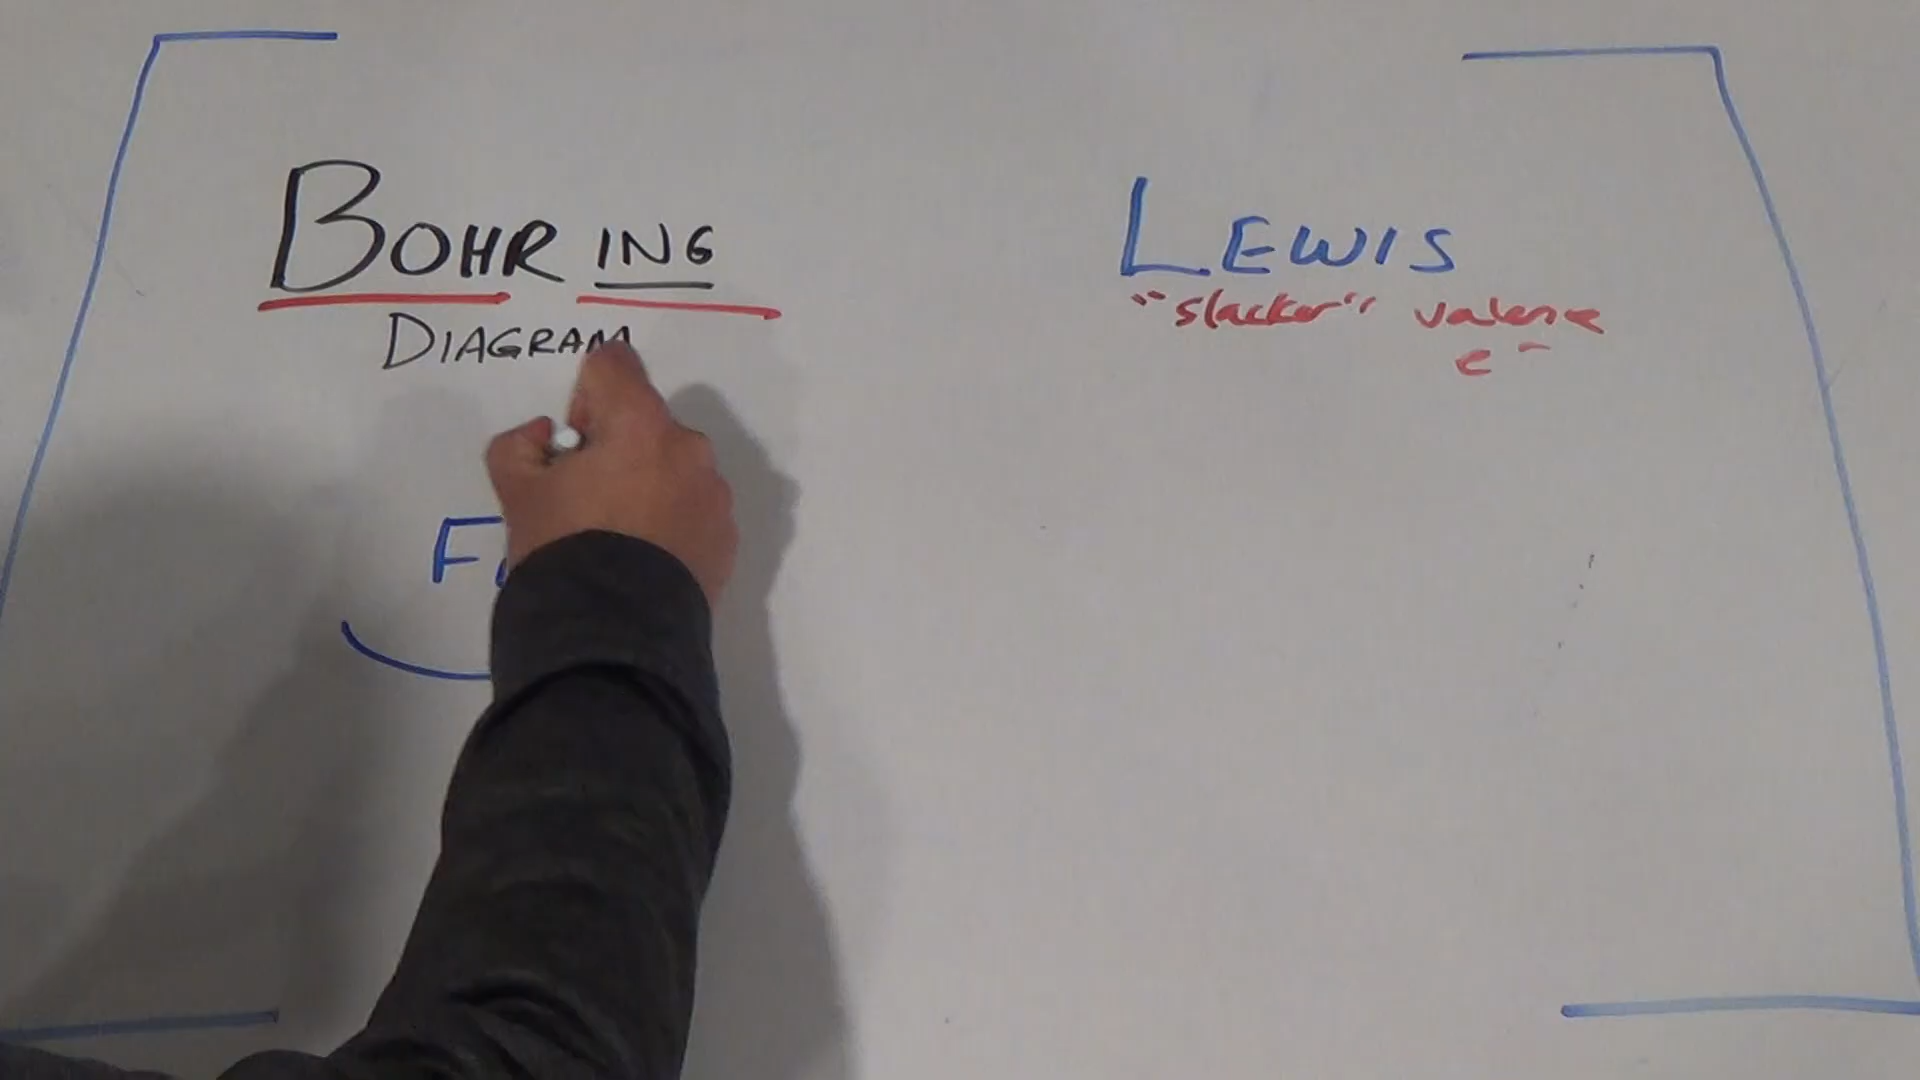 BOHR ING
DIAGRAM
LEWIS
"slacker" valence
e⁻